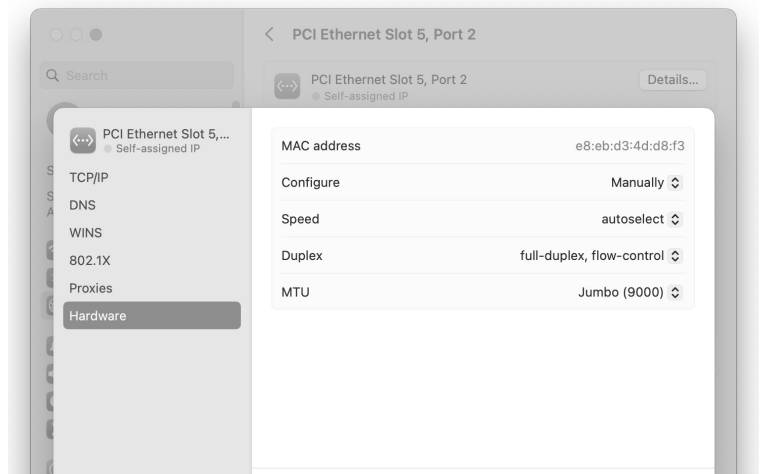 PCI Ethernet Slot 5, Port 2
Search
PCI Ethernet Slot 5, Port 2
Self-assigned IP
Details...
PCI Ethernet Slot 5,...
Self-assigned IP
TCP/IP
DNS
WINS
802.1X
Proxies
Hardware
MAC address e8:eb:d3:4d:d8:f3
Configure Manually
Speed autoselect
Duplex full-duplex, flow-control
MTU Jumbo (9000)